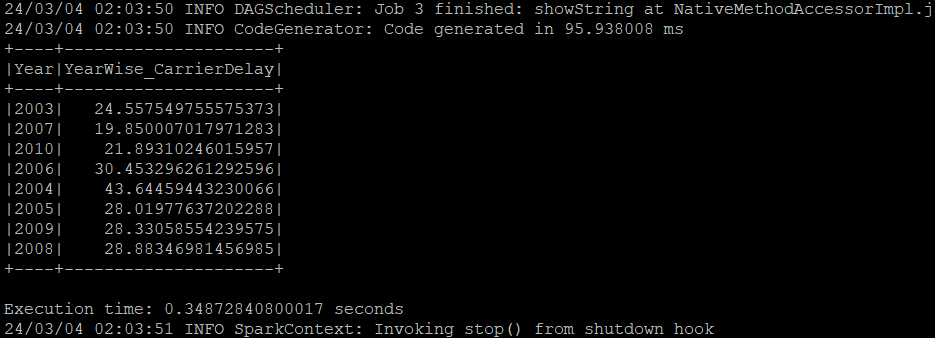 24/03/04 02:03:50 INFO DAGScheduler: Job 3 finished: showString at NativeMethodAccessorImpl.j
24/03/04 02:03:50 INFO CodeGenerator: Code generated in 95.938008 ms
+----+--------------------+
|Year|YearWise_CarrierDelay|
+----+--------------------+
|2003|   24.557549755575373|
|2007|   19.850007017971283|
|2010|    21.89310246015957|
|2006|   30.453296261292596|
|2004|    43.64459443230066|
|2005|    28.01977637202288|
|2009|    28.33058554239575|
|2008|    28.88346981456985|
+----+--------------------+
Execution time: 0.34872840800017 seconds
24/03/04 02:03:51 INFO SparkContext: Invoking stop() from shutdown hook